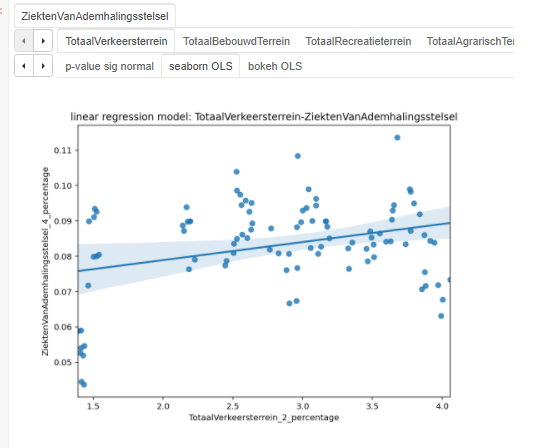 ZiektenVanAdemhalingsstelsel
TotaalVerkeersterrein TotaalBebouwdTerrein TotaalRecreatieterrein TotaalAgrarischTer
p-value sig normal seaborn OLS bokeh OLS
linear regression model: TotaalVerkeersterrein-ZiektenVanAdemhalingsstelsel
0.11
0.10
0.09
0.08
0.07
0.06
0.05
ZiektenVanAdemhalingsstelsel_4_percentage
1.5 2.0 2.5 3.0 3.5 4.0
TotaalVerkeersterrein_2_percentage